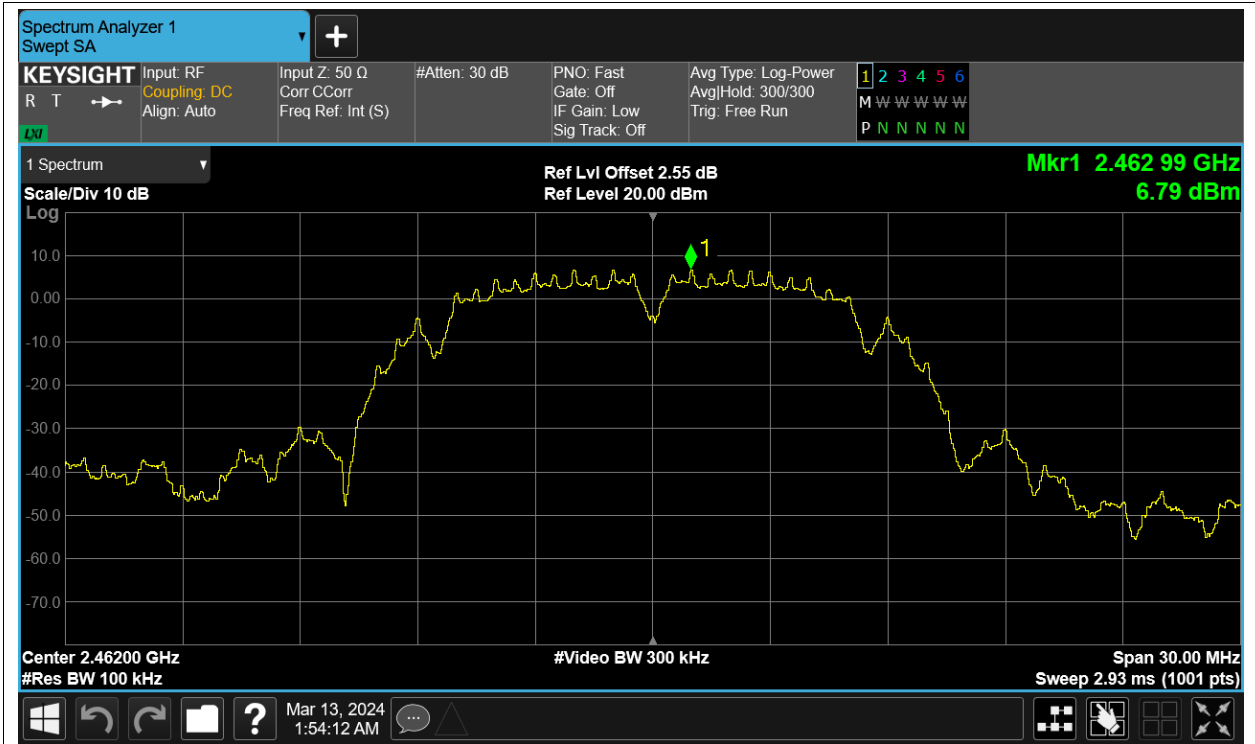 Spectrum Analyzer 1
Swept SA
KEYSIGHT
R T
LXI
Input: RF
Coupling: DC
Align: Auto
Input Z: 50 Ω
Corr CCorr
Freq Ref: Int (S)
#Atten: 30 dB
PNO: Fast
Gate: Off
IF Gain: Low
Sig Track: Off
Avg Type: Log-Power
Avg|Hold: 300/300
Trig: Free Run
1 2 3 4 5 6
M W W W W W
P N N N N N
1 Spectrum
Scale/Div 10 dB
Ref Lvl Offset 2.55 dB
Ref Level 20.00 dBm
Mkr1 2.462 99 GHz
6.79 dBm
Log
1
10.0
0.00
-10.0
-20.0
-30.0
-40.0
-50.0
-60.0
-70.0
Center 2.46200 GHz
#Video BW 300 kHz
Span 30.00 MHz
#Res BW 100 kHz
Sweep 2.93 ms (1001 pts)
?
Mar 13, 2024
1:54:12 AM